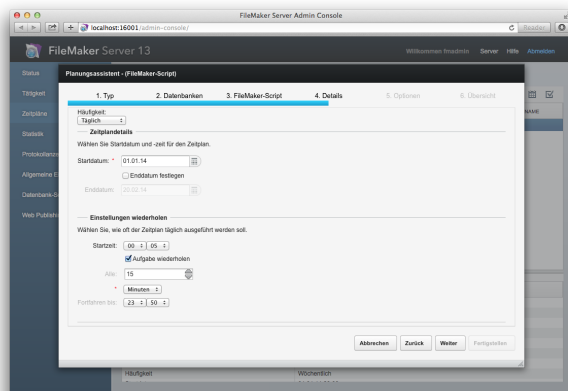 FileMaker Server Admin Console
localhost:16001/admin-console/
Reader
FileMaker Server 13
Willkommen fmadmin Server Hilfe Abmelden
Status
Tätigkeit
Zeitpläne
Statistik
Web Publishi
NAME
Planungsassistent - (FileMaker-Script)
1. Typ 2. Datenbanken 3. FileMaker-Script 4. Details 5. Optionen 6. Übersicht
Häufigkeit:
Täglich
Zeitplandetails
Wählen Sie Startdatum und -zeit für den Zeitplan.
Startdatum: * 01.01.14
Enddatum festlegen
Enddatum: 20.02.14
Einstellungen wiederholen
Wählen Sie, wie oft der Zeitplan täglich ausgeführt werden soll.
Startzeit: 00 05
Aufgabe wiederholen
Alle: 15
* Minuten
Fortfahren bis: 23 50
Abbrechen Zurück Weiter Fertigstellen
Häufigkeit Wöchentlich